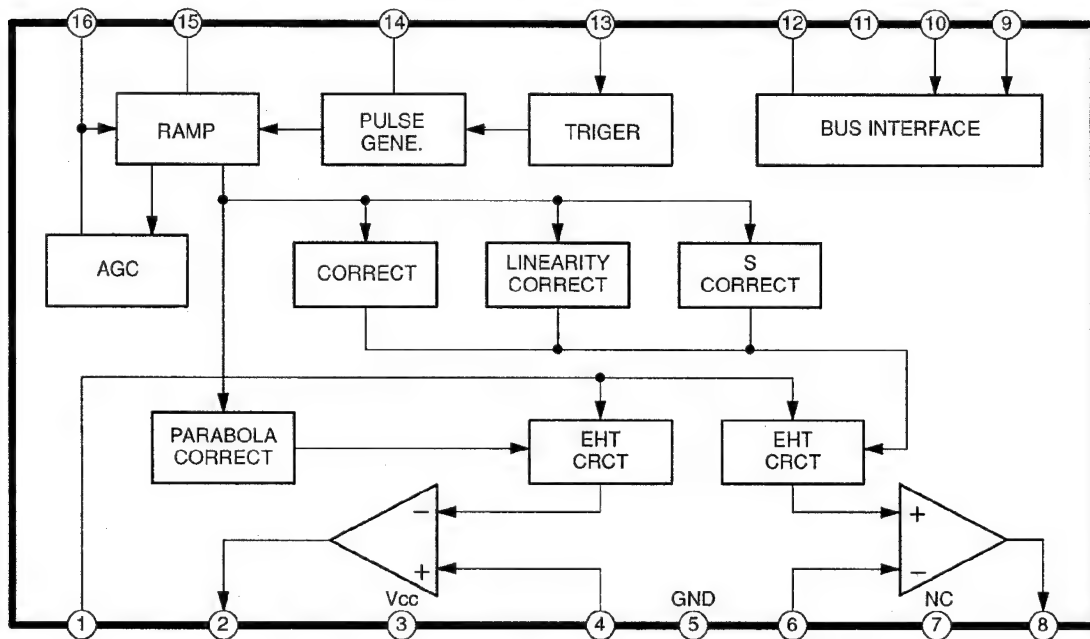 16 15 14 13 12 11 10 9
RAMP
PULSE
GENE.
TRIGER
BUS INTERFACE
AGC
CORRECT
LINEARITY
CORRECT
S
CORRECT
PARABOLA
CORRECT
EHT
CRCT
EHT
CRCT
−
+
+
−
Vcc
GND
NC
1 2 3 4 5 6 7 8